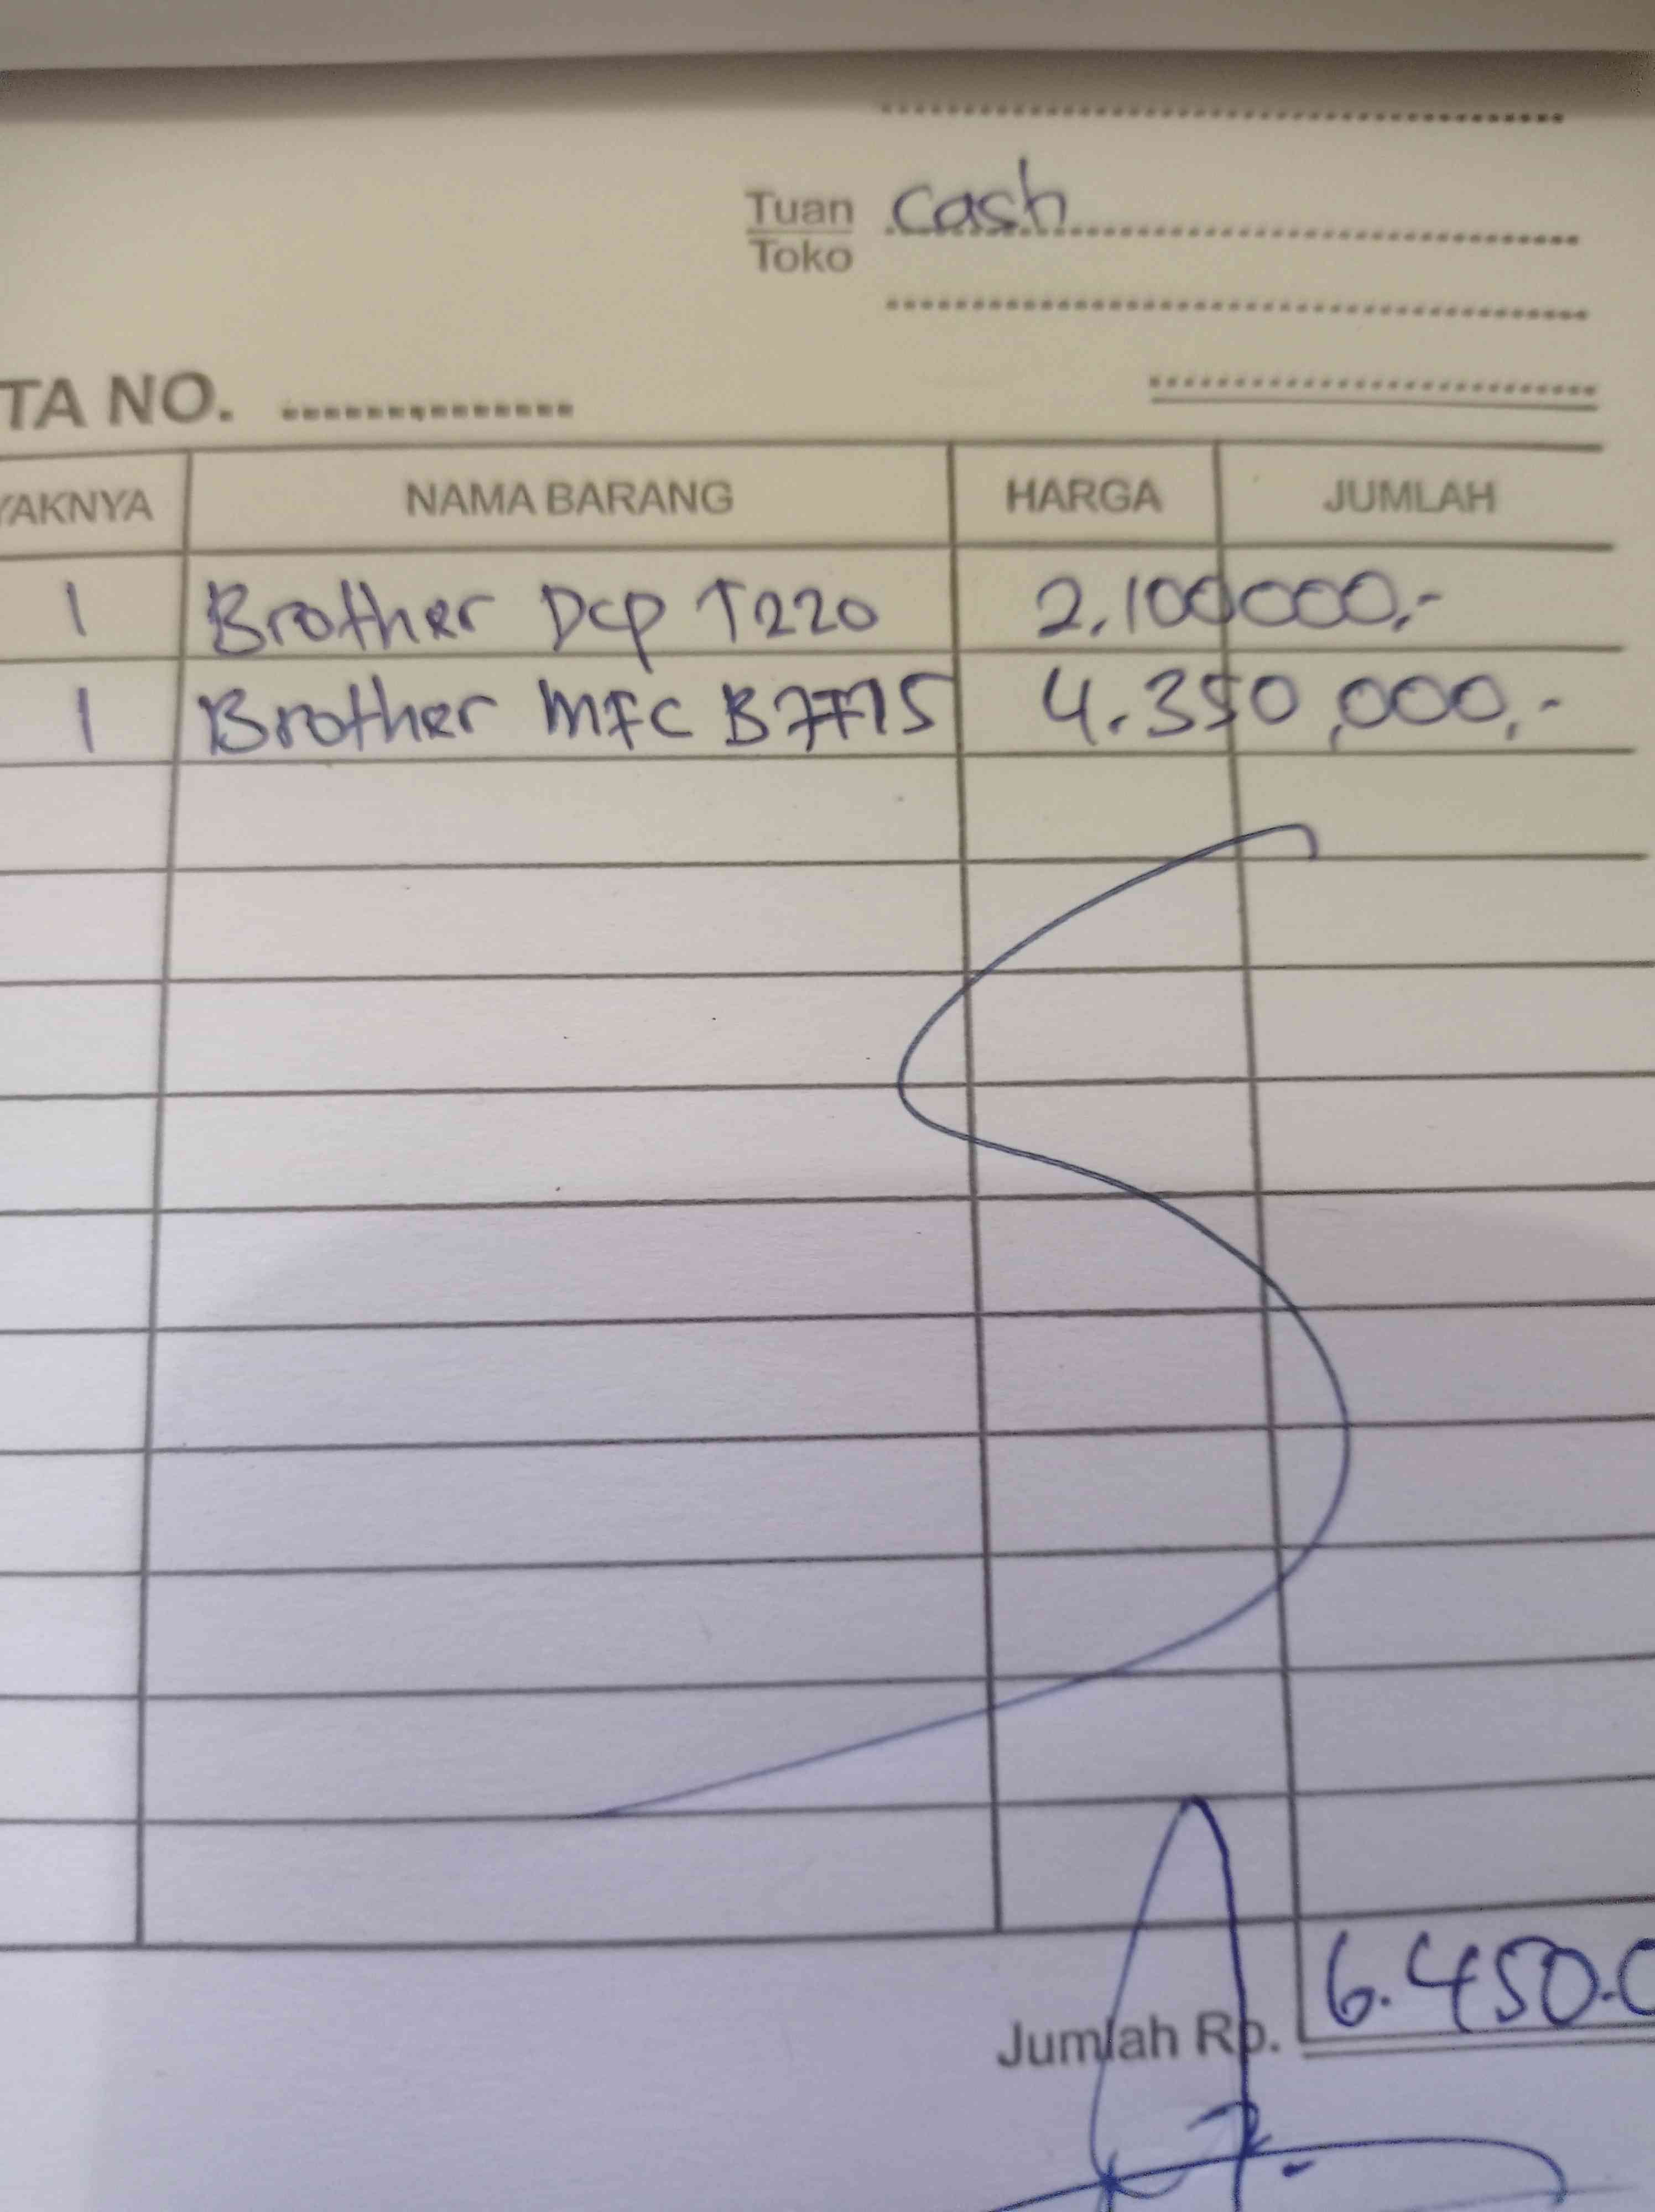 Tuan cash
Toko
TA NO.
YAKNYA NAMA BARANG HARGA JUMLAH
1 Brother Dcp T220 2.100000,-
1 Brother MFC B7715 4.350,000,-
Jumlah Rp. 6.450.0